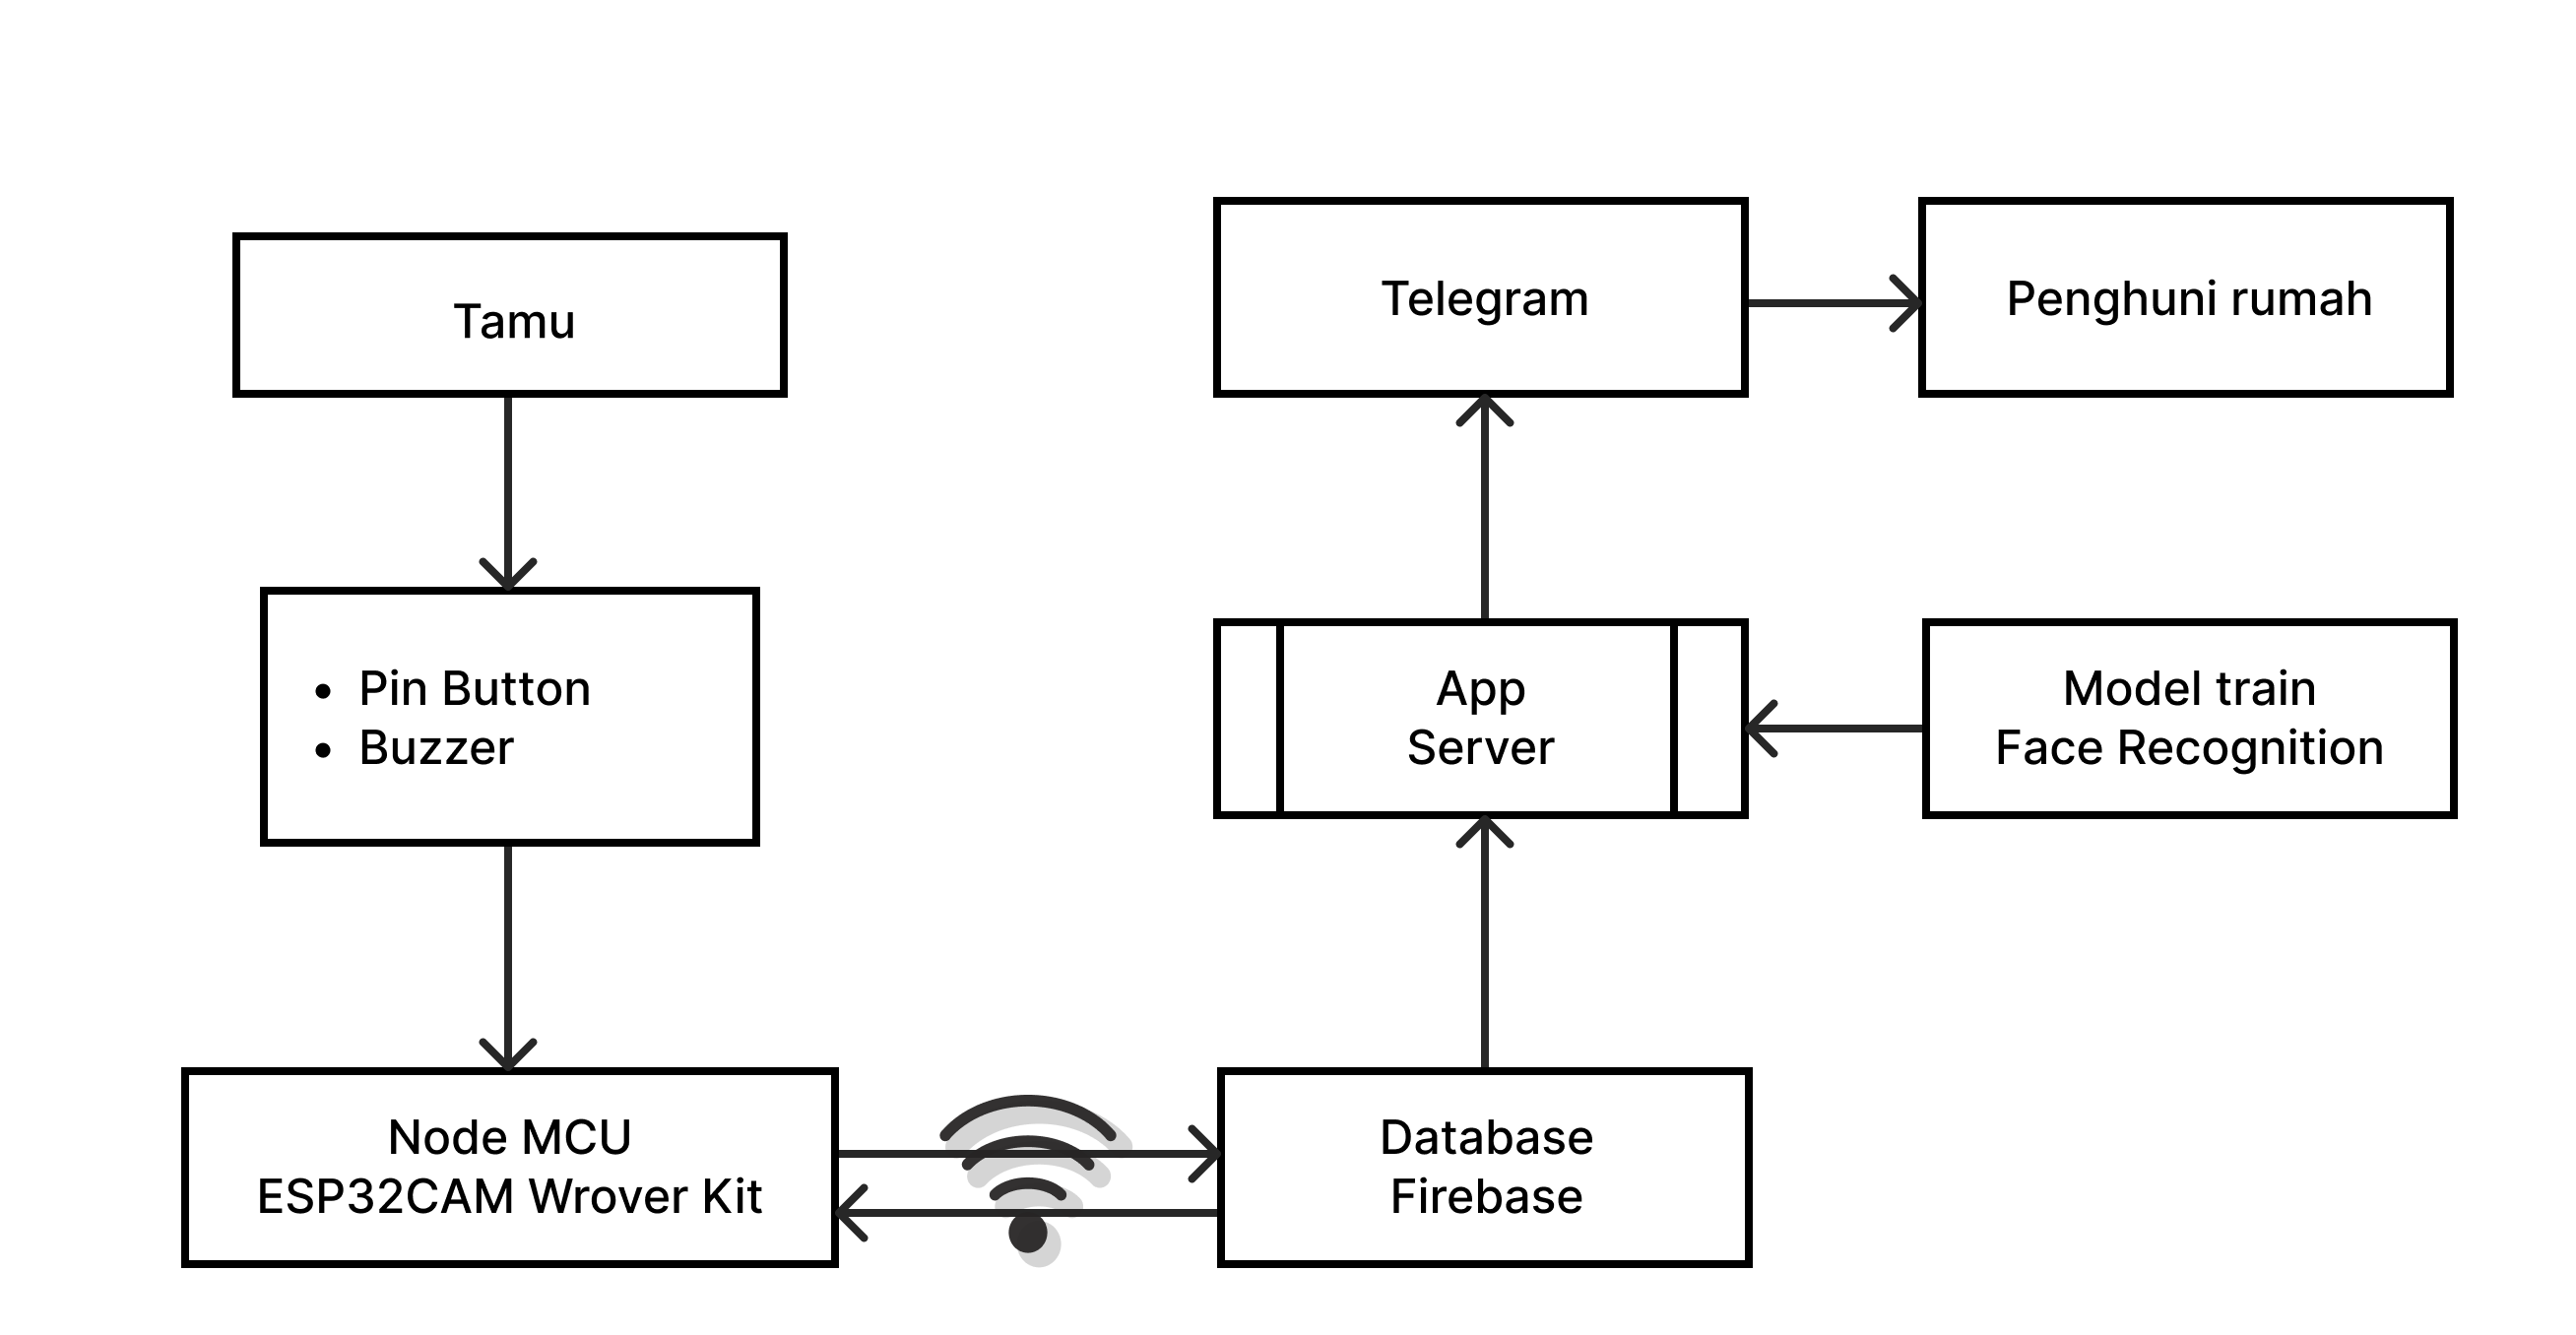 Tamu
• Pin Button
• Buzzer
Node MCU
ESP32CAM Wrover Kit
Telegram
Penghuni rumah
App
Server
Model train
Face Recognition
Database
Firebase